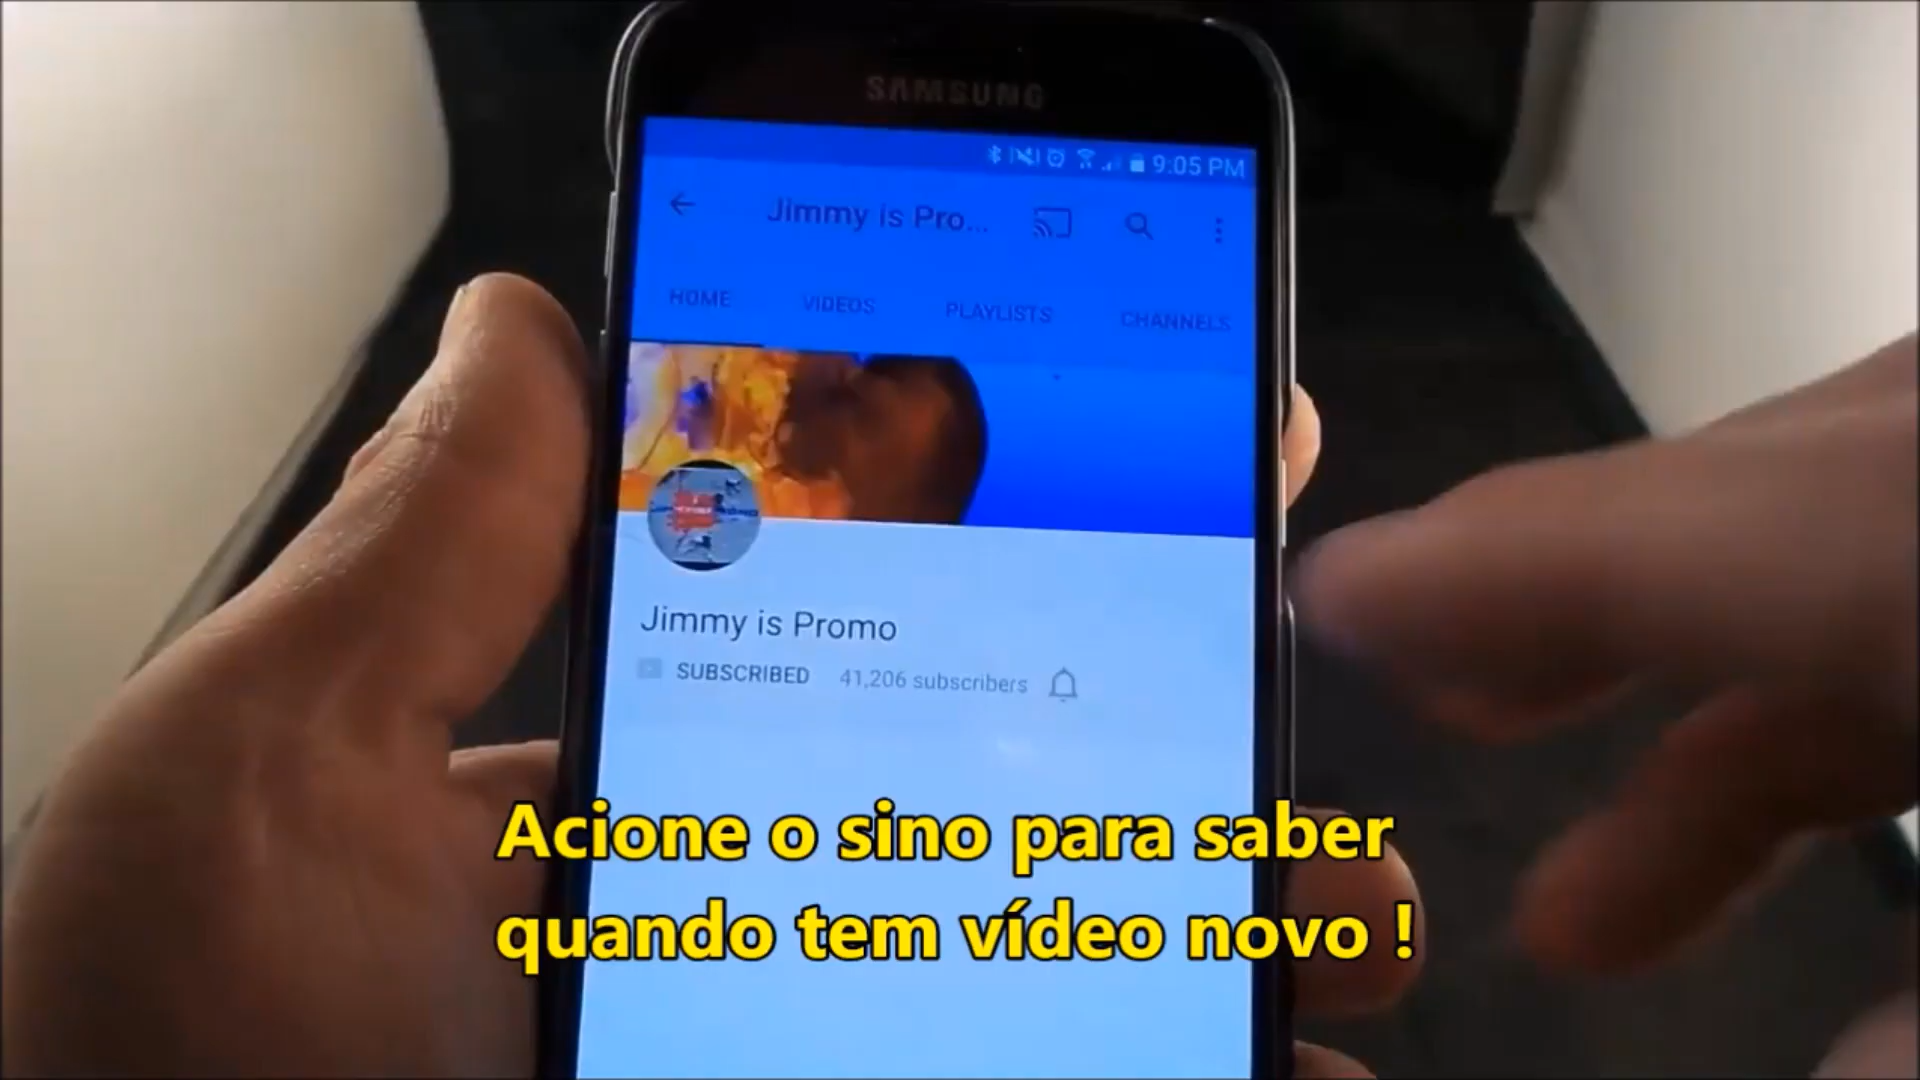 SAMSUNG
9:05 PM
Jimmy is Pro...
HOME VIDEOS PLAYLISTS CHANNELS
Jimmy is Promo
SUBSCRIBED 41,206 subscribers
Acione o sino para saber
quando tem vídeo novo !